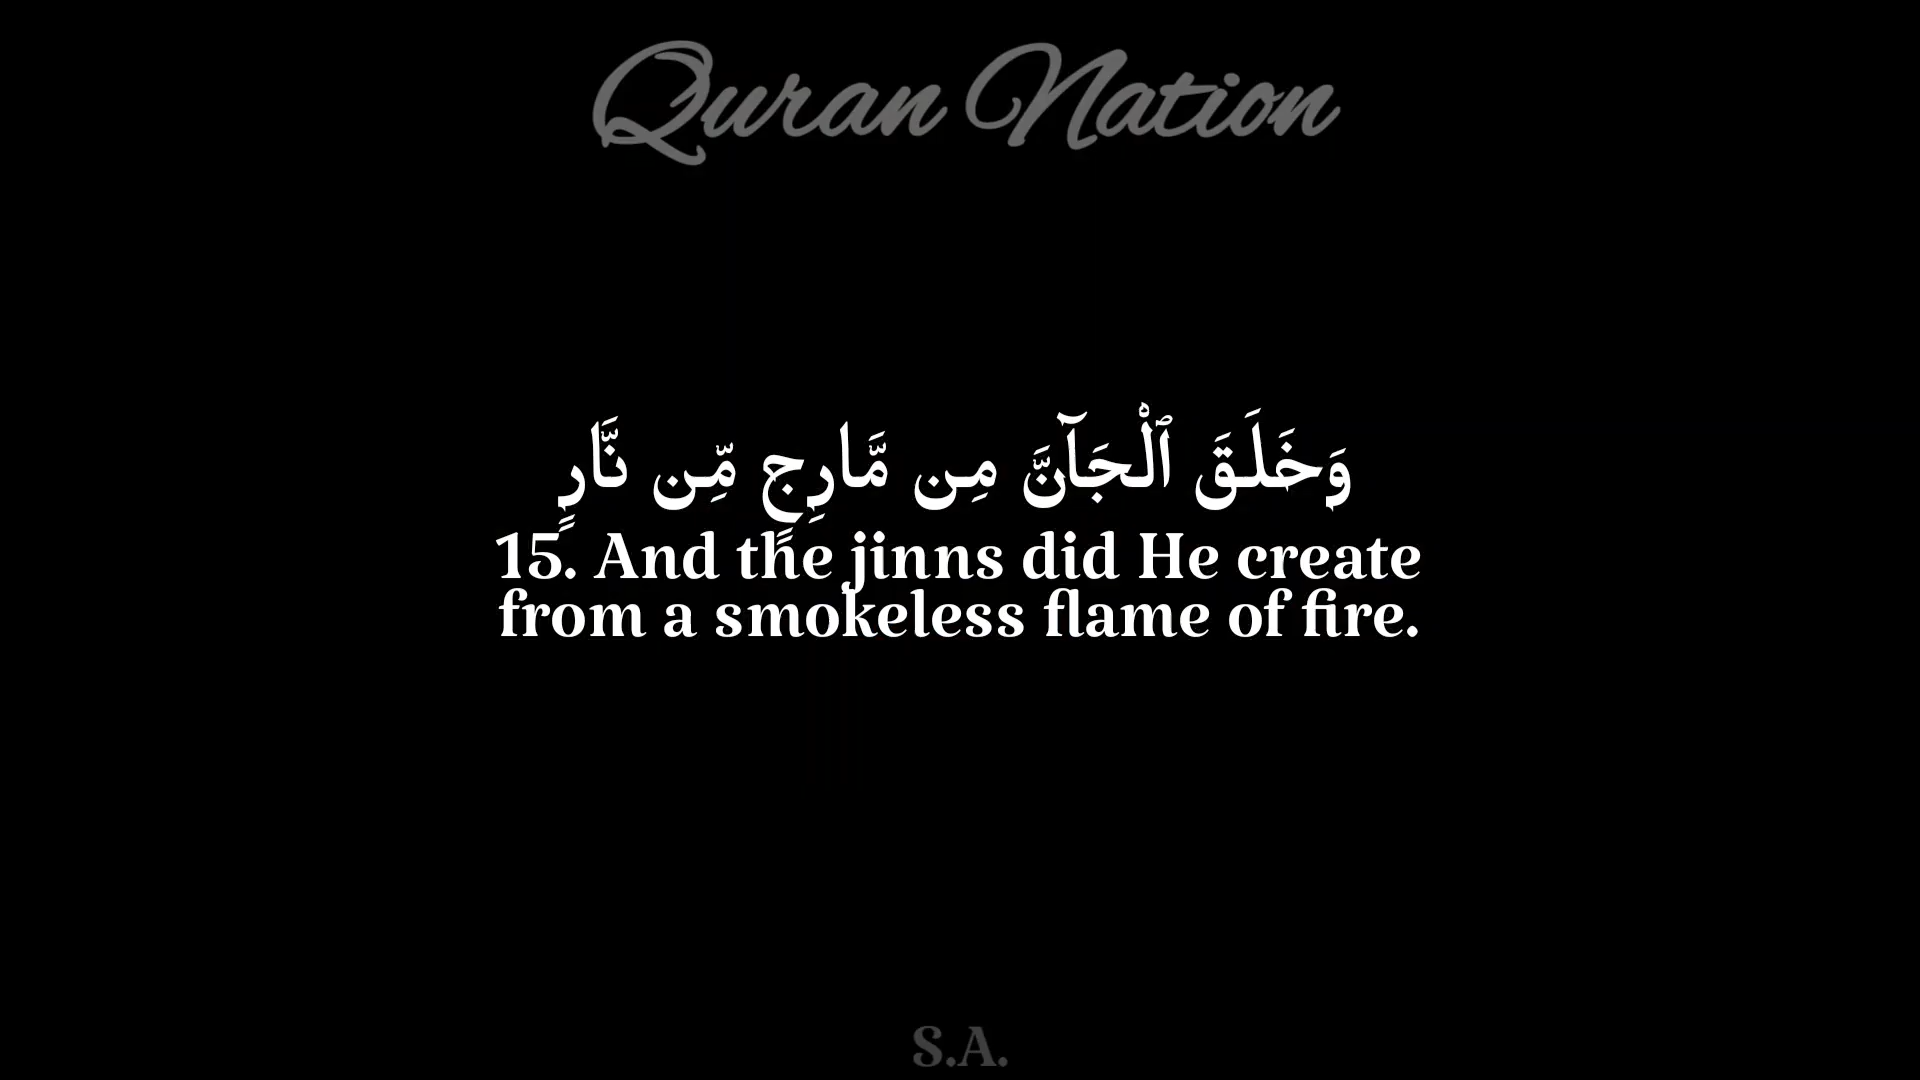 Quran Nation
وَخَلَقَ ٱلْجَآنَّ مِن مَّارِجٍ مِّن نَّارٍ
15. And the jinns did He create
from a smokeless flame of fire.
S.A.